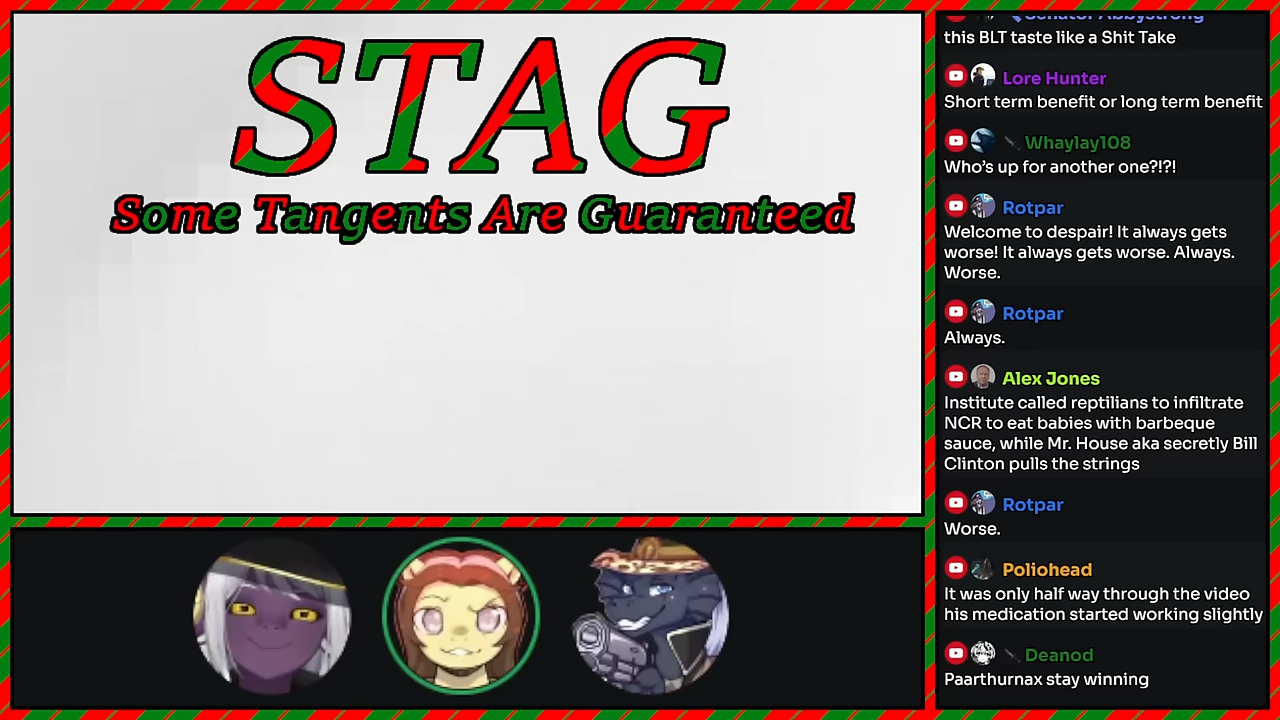 STAG
Some Tangents Are Guaranteed
Senator Abbystrong
this BLT taste like a Shit Take
Lore Hunter
Short term benefit or long term benefit
Whaylay108
Who's up for another one?!?!
Rotpar
Welcome to despair! It always gets
worse! It always gets worse. Always.
Worse.
Rotpar
Always.
Alex Jones
Institute called reptilians to infiltrate
NCR to eat babies with barbeque
sauce, while Mr. House aka secretly Bill
Clinton pulls the strings
Rotpar
Worse.
Poliohead
It was only half way through the video
his medication started working slightly
Deanod
Paarthurnax stay winning